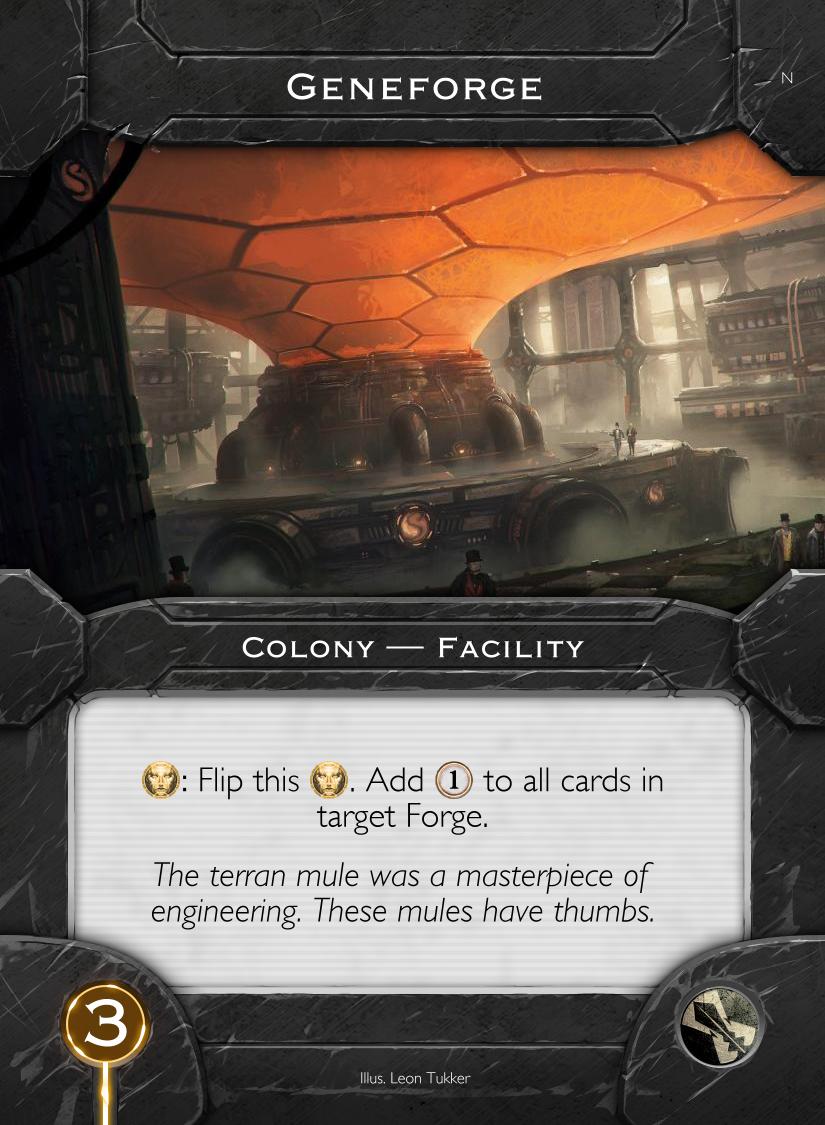 Geneforge
N
Colony — Facility
: Flip this . Add 1 to all cards in
target Forge.
The terran mule was a masterpiece of
engineering. These mules have thumbs.
3
Illus. Leon Tukker